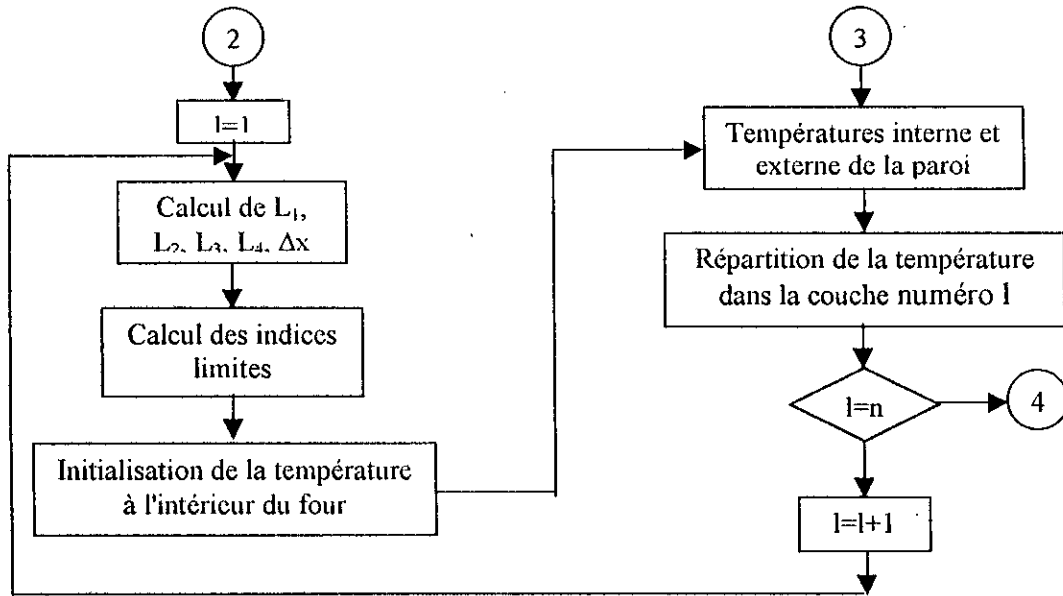 2
l=1
Calcul de L₁,
L₂, L₃, L₄, Δx
Calcul des indices
limites
Initialisation de la température
à l'intérieur du four
3
Températures interne et
externe de la paroi
Répartition de la température
dans la couche numéro l
l=n
4
l=l+1